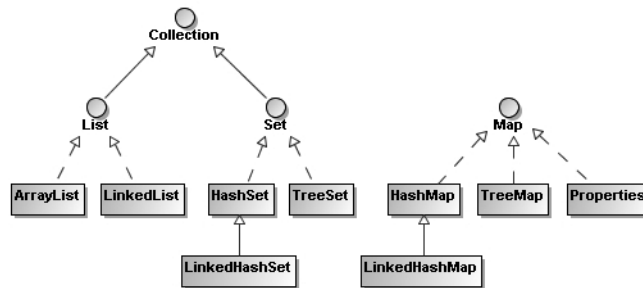 Collection
List
Set
Map
ArrayList
LinkedList
HashSet
TreeSet
HashMap
TreeMap
Properties
LinkedHashSet
LinkedHashMap